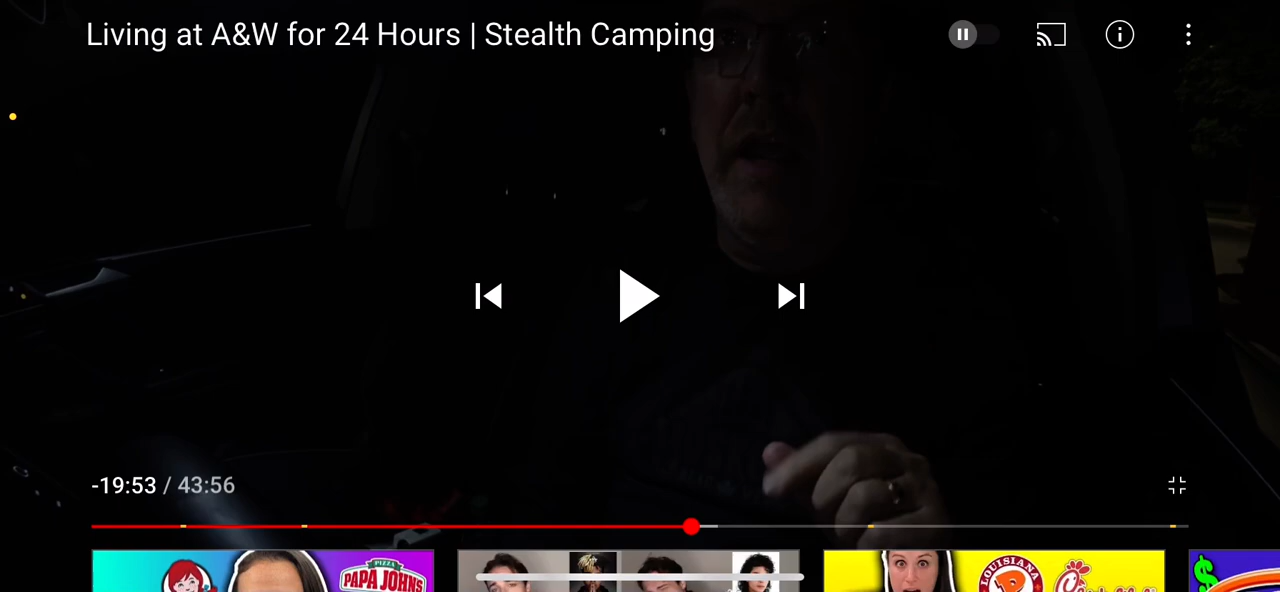 Living at A&W for 24 Hours | Stealth Camping
-19:53 / 43:56
PIZZA
PAPA JOHNS
LOUISIANA